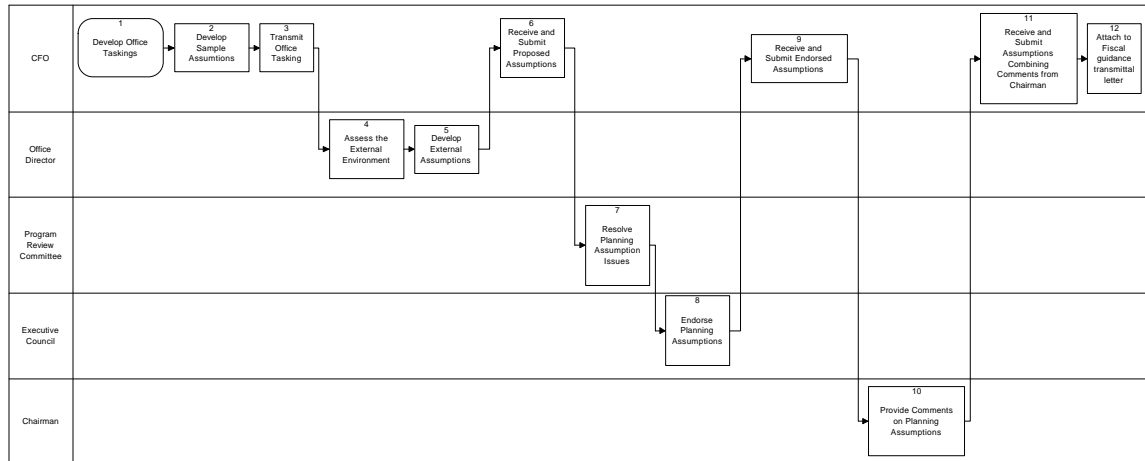 CFO
1
Develop Office
Taskings
2
Develop
Sample
Assumtions
3
Transmit
Office
Tasking
6
Receive and
Submit
Proposed
Assumptions
9
Receive and
Submit Endorsed
Assumptions
11
Receive and
Submit
Assumptions
Combining
Comments from
Chairman
12
Attach to
Fiscal
guidance
transmittal
letter
Office
Director
4
Assess the
External
Environment
5
Develop
External
Assumptions
Program
Review
Committee
7
Resolve
Planning
Assumption
Issues
Executive
Council
8
Endorse
Planning
Assumptions
Chairman
10
Provide Comments
on Planning
Assumptions